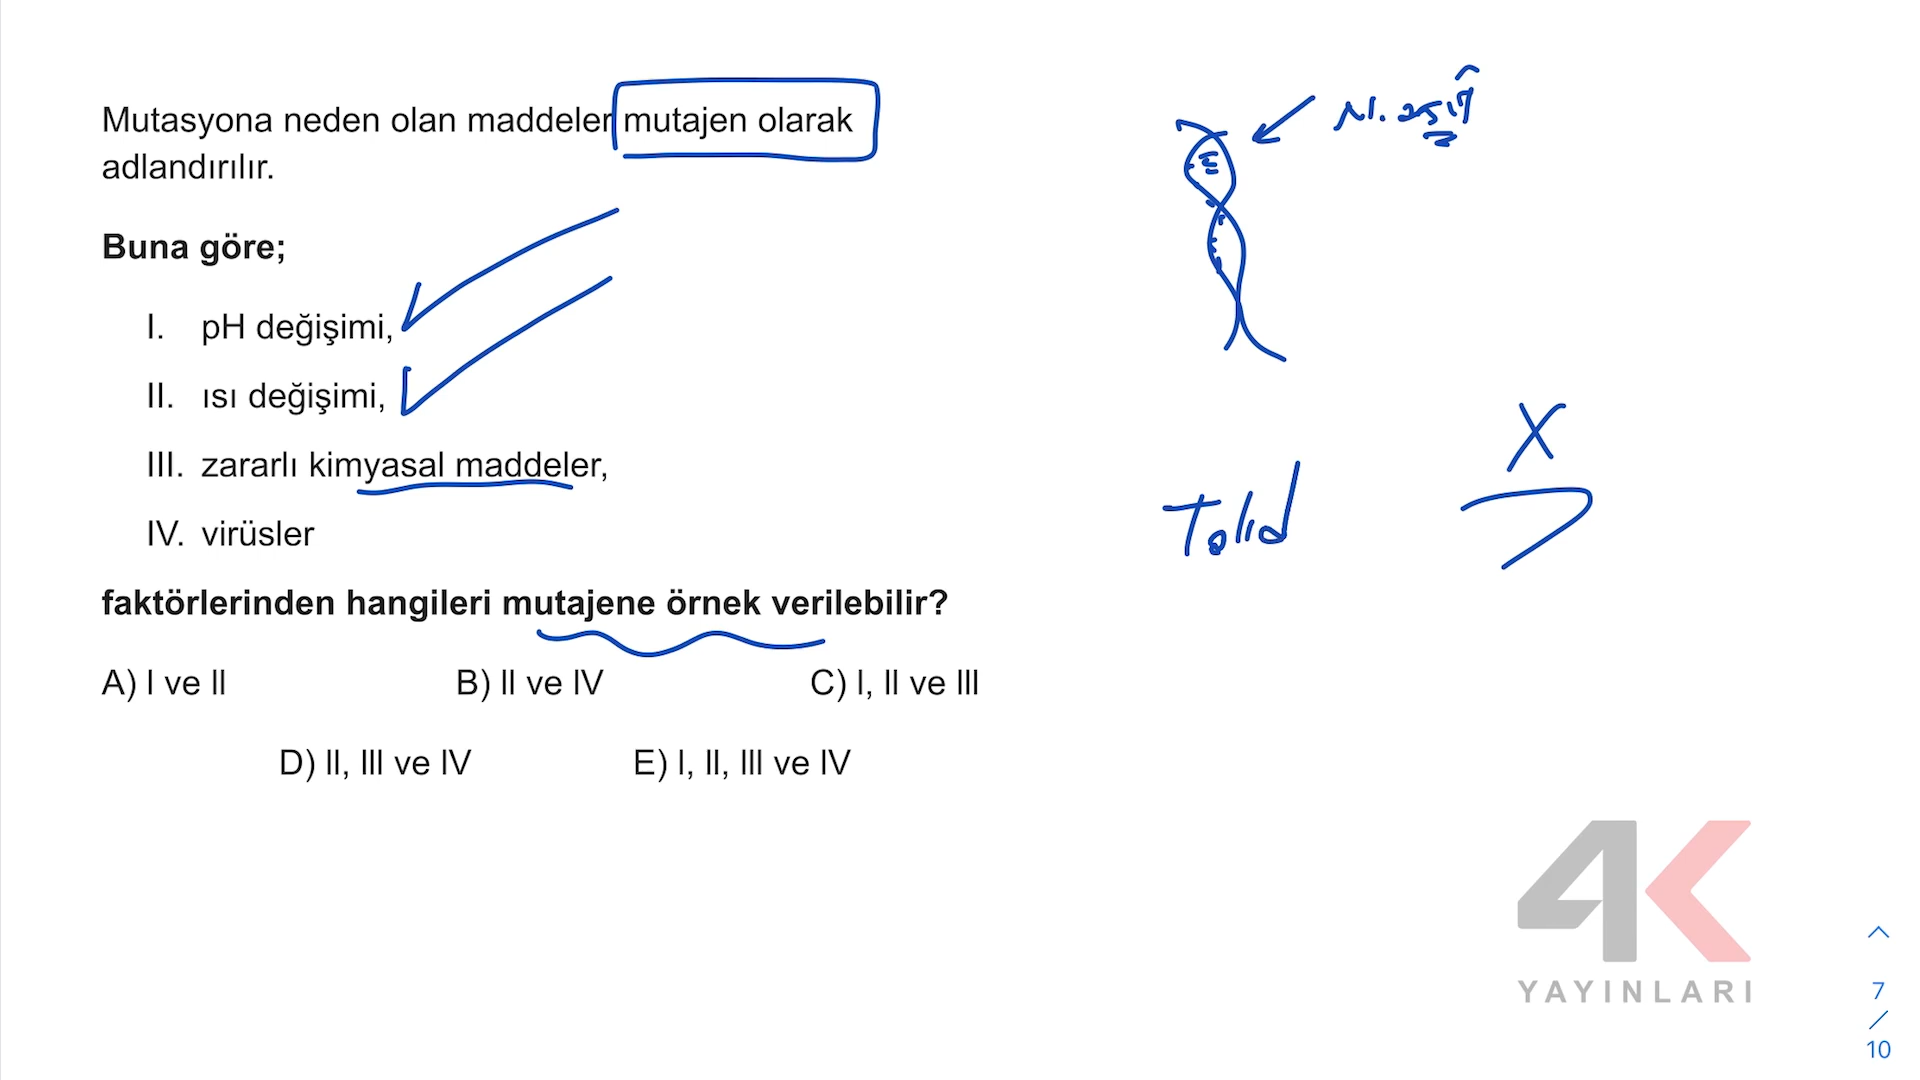 Mutasyona neden olan maddeler mutajen olarak
adlandırılır.
Buna göre;
I. pH değişimi,
II. ısı değişimi,
III. zararlı kimyasal maddeler,
IV. virüsler
faktörlerinden hangileri mutajene örnek verilebilir?
A) I ve II B) II ve IV C) I, II ve III
D) II, III ve IV E) I, II, III ve IV
X
4K
YAYINLARI
7
/
10